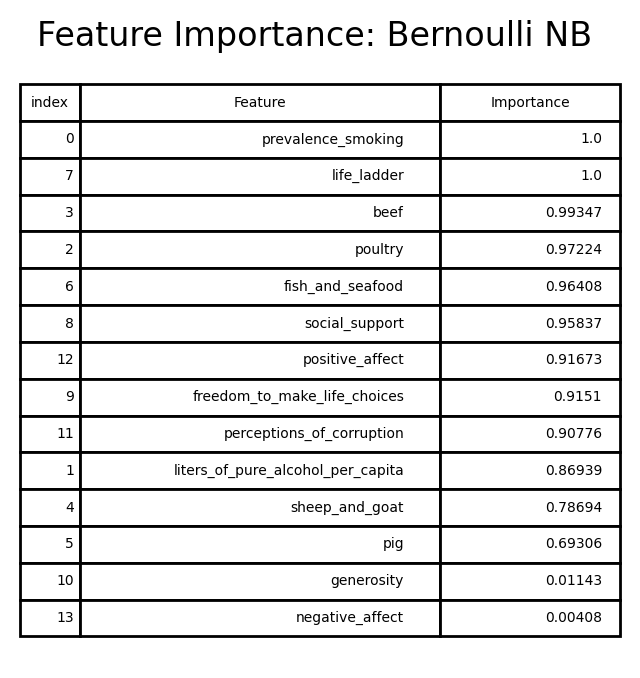 Feature Importance: Bernoulli NB
index Feature Importance
0 prevalence_smoking 1.0
7 life_ladder 1.0
3 beef 0.99347
2 poultry 0.97224
6 fish_and_seafood 0.96408
8 social_support 0.95837
12 positive_affect 0.91673
9 freedom_to_make_life_choices 0.9151
11 perceptions_of_corruption 0.90776
1 liters_of_pure_alcohol_per_capita 0.86939
4 sheep_and_goat 0.78694
5 pig 0.69306
10 generosity 0.01143
13 negative_affect 0.00408